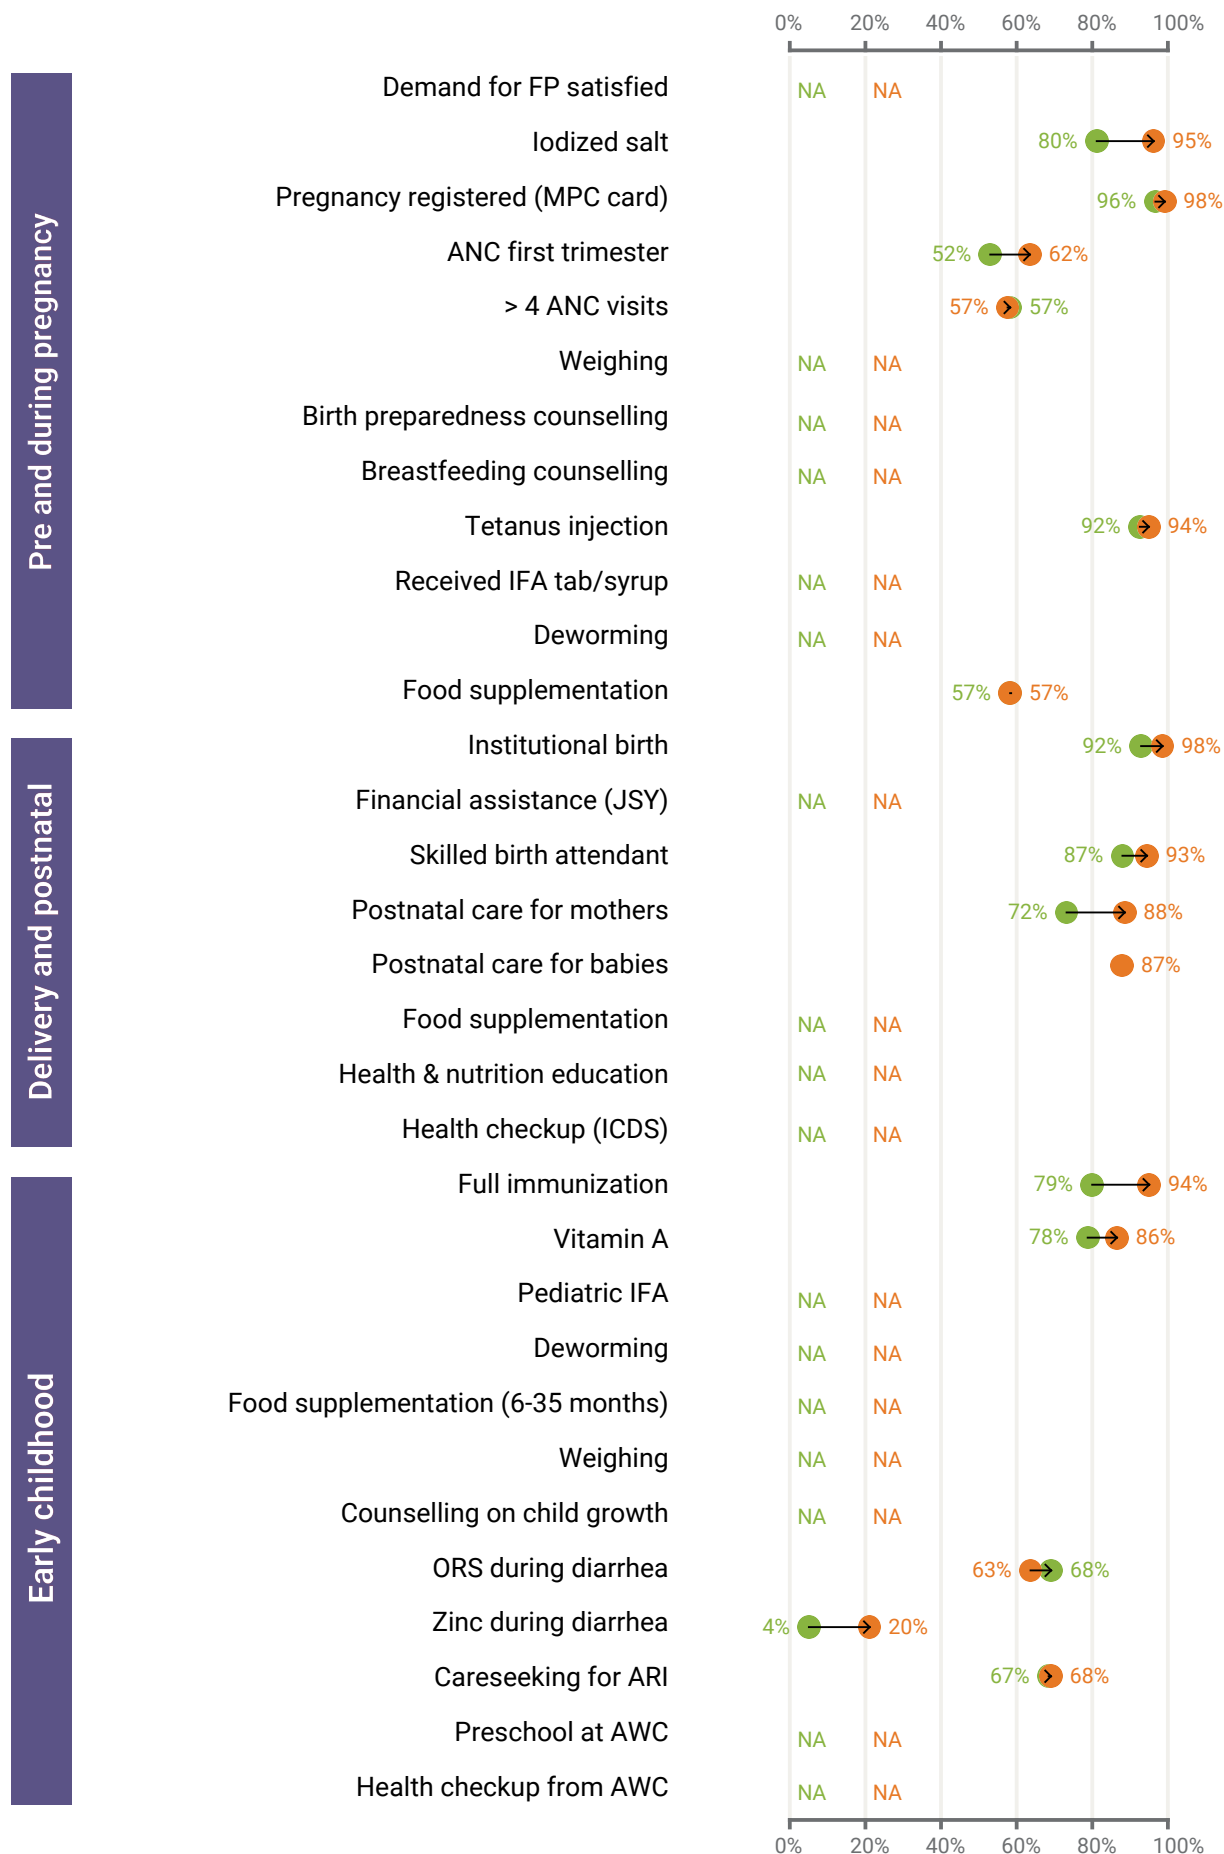 0% 20% 40% 60% 80% 100%
Pre and during pregnancy
Demand for FP satisfied NA NA
Iodized salt 80% 95%
Pregnancy registered (MPC card) 96% 98%
ANC first trimester 52% 62%
> 4 ANC visits 57% 57%
Weighing NA NA
Birth preparedness counselling NA NA
Breastfeeding counselling NA NA
Tetanus injection 92% 94%
Received IFA tab/syrup NA NA
Deworming NA NA
Food supplementation 57% 57%
Delivery and postnatal
Institutional birth 92% 98%
Financial assistance (JSY) NA NA
Skilled birth attendant 87% 93%
Postnatal care for mothers 72% 88%
Postnatal care for babies 87%
Food supplementation NA NA
Health & nutrition education NA NA
Health checkup (ICDS) NA NA
Early childhood
Full immunization 79% 94%
Vitamin A 78% 86%
Pediatric IFA NA NA
Deworming NA NA
Food supplementation (6-35 months) NA NA
Weighing NA NA
Counselling on child growth NA NA
ORS during diarrhea 63% 68%
Zinc during diarrhea 4% 20%
Careseeking for ARI 67% 68%
Preschool at AWC NA NA
Health checkup from AWC NA NA
0% 20% 40% 60% 80% 100%